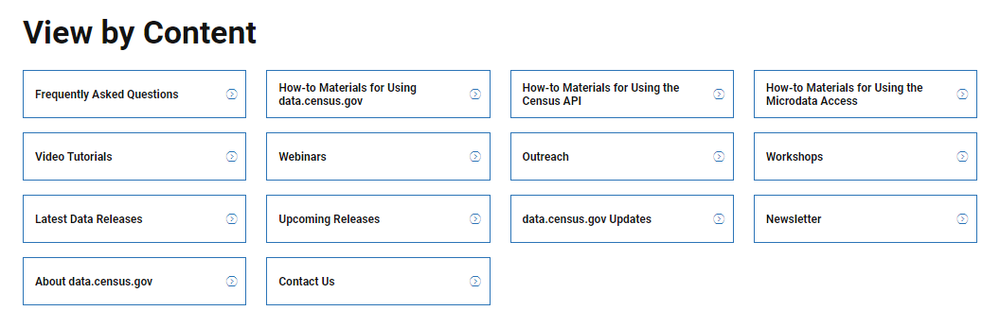 View by Content
Frequently Asked Questions
How-to Materials for Using
data.census.gov
How-to Materials for Using the
Census API
How-to Materials for Using the
Microdata Access
Video Tutorials
Webinars
Outreach
Workshops
Latest Data Releases
Upcoming Releases
data.census.gov Updates
Newsletter
About data.census.gov
Contact Us